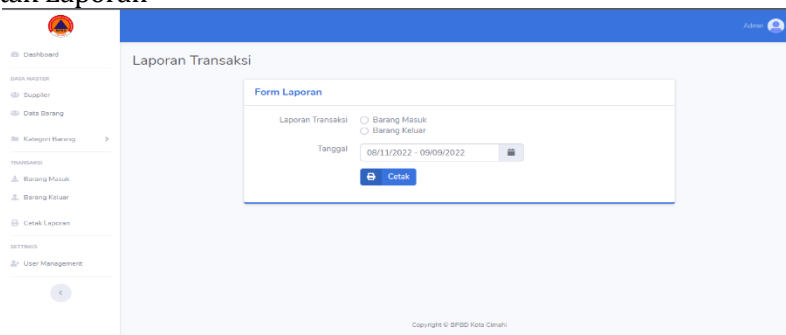 tak Laporan
Admin
Dashboard
DATA MASTER
Supplier
Data Barang
Kategori Barang
TRANSAKSI
Barang Masuk
Barang Keluar
Cetak Laporan
SETTINGS
User Management
Laporan Transaksi
Form Laporan
Laporan Transaksi
Barang Masuk
Barang Keluar
Tanggal
08/11/2022 - 09/09/2022
Cetak
Copyright © BPBD Kota Cimahi